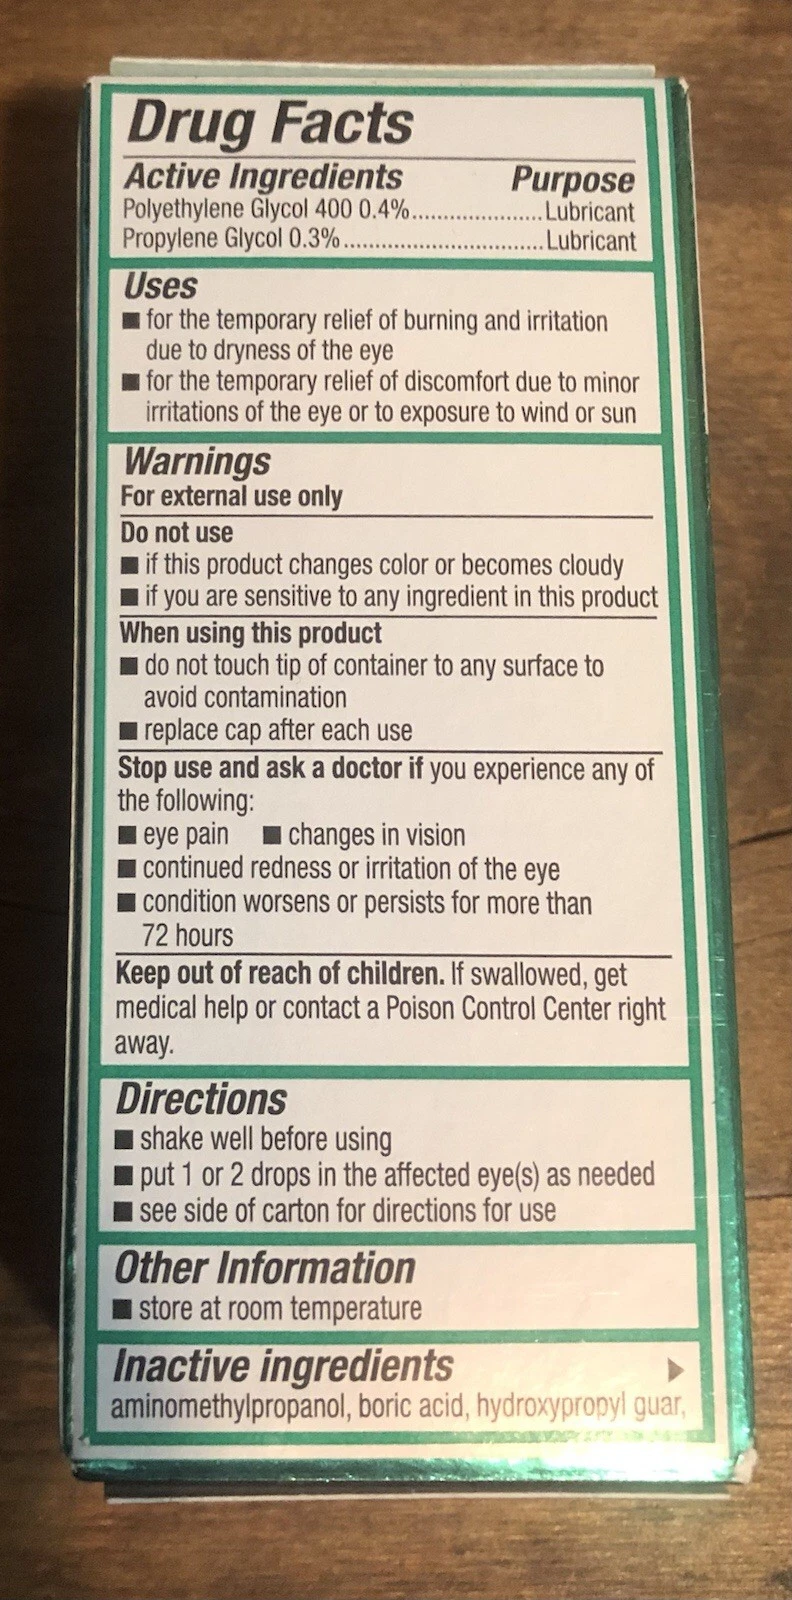 Drug Facts
Active Ingredients Purpose
Polyethylene Glycol 400 0.4%.....................Lubricant
Propylene Glycol 0.3%................................Lubricant
Uses
■ for the temporary relief of burning and irritation
due to dryness of the eye
■ for the temporary relief of discomfort due to minor
irritations of the eye or to exposure to wind or sun
Warnings
For external use only
Do not use
■ if this product changes color or becomes cloudy
■ if you are sensitive to any ingredient in this product
When using this product
■ do not touch tip of container to any surface to
avoid contamination
■ replace cap after each use
Stop use and ask a doctor if you experience any of
the following:
■ eye pain ■ changes in vision
■ continued redness or irritation of the eye
■ condition worsens or persists for more than
72 hours
Keep out of reach of children. If swallowed, get
medical help or contact a Poison Control Center right
away.
Directions
■ shake well before using
■ put 1 or 2 drops in the affected eye(s) as needed
■ see side of carton for directions for use
Other Information
■ store at room temperature
Inactive ingredients ▶
aminomethylpropanol, boric acid, hydroxypropyl guar,